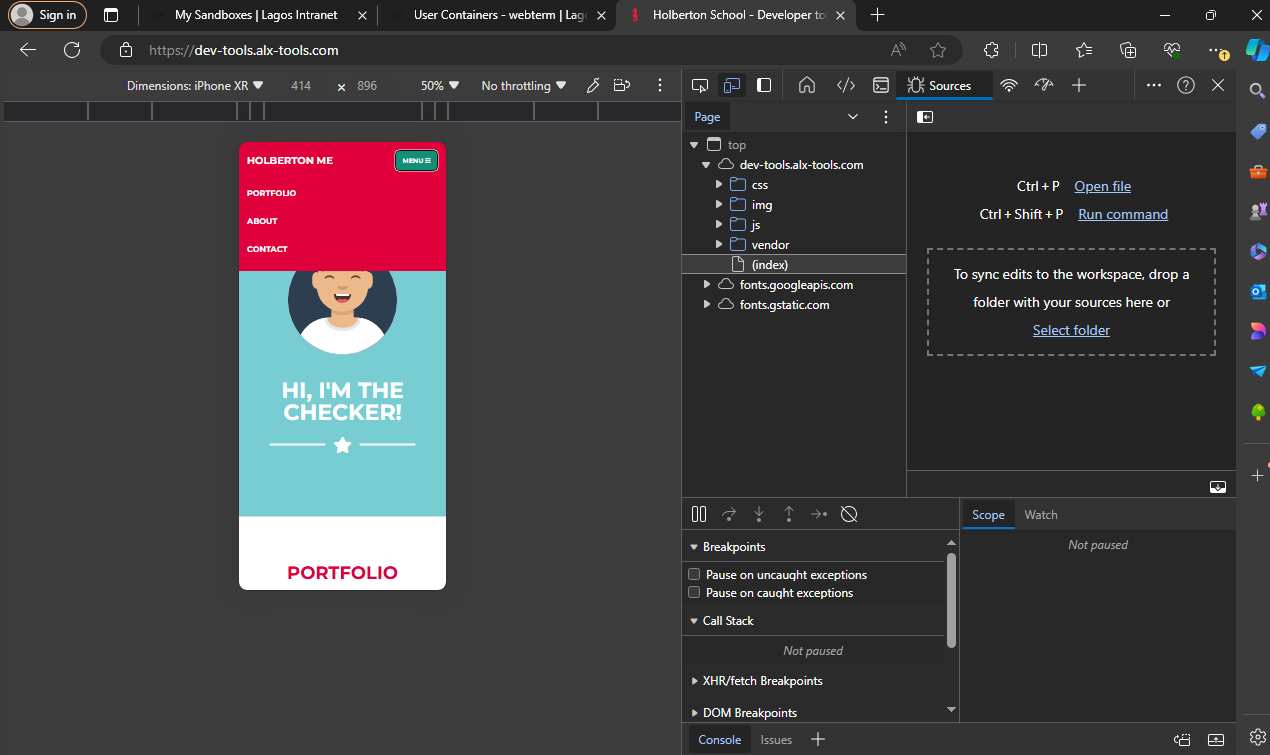 Sign in
My Sandboxes | Lagos Intranet
User Containers - webterm | Lag
Holberton School - Developer to
https://dev-tools.alx-tools.com
Dimensions: iPhone XR
414
×
896
50%
No throttling
HOLBERTON ME
MENU
PORTFOLIO
ABOUT
CONTACT
HI, I'M THE
CHECKER!
PORTFOLIO
Sources
Page
top
dev-tools.alx-tools.com
css
img
js
vendor
(index)
fonts.googleapis.com
fonts.gstatic.com
Ctrl + P Open file
Ctrl + Shift + P Run command
To sync edits to the workspace, drop a
folder with your sources here or
Select folder
Breakpoints
Pause on uncaught exceptions
Pause on caught exceptions
Call Stack
Not paused
XHR/fetch Breakpoints
DOM Breakpoints
Scope
Watch
Not paused
Console
Issues